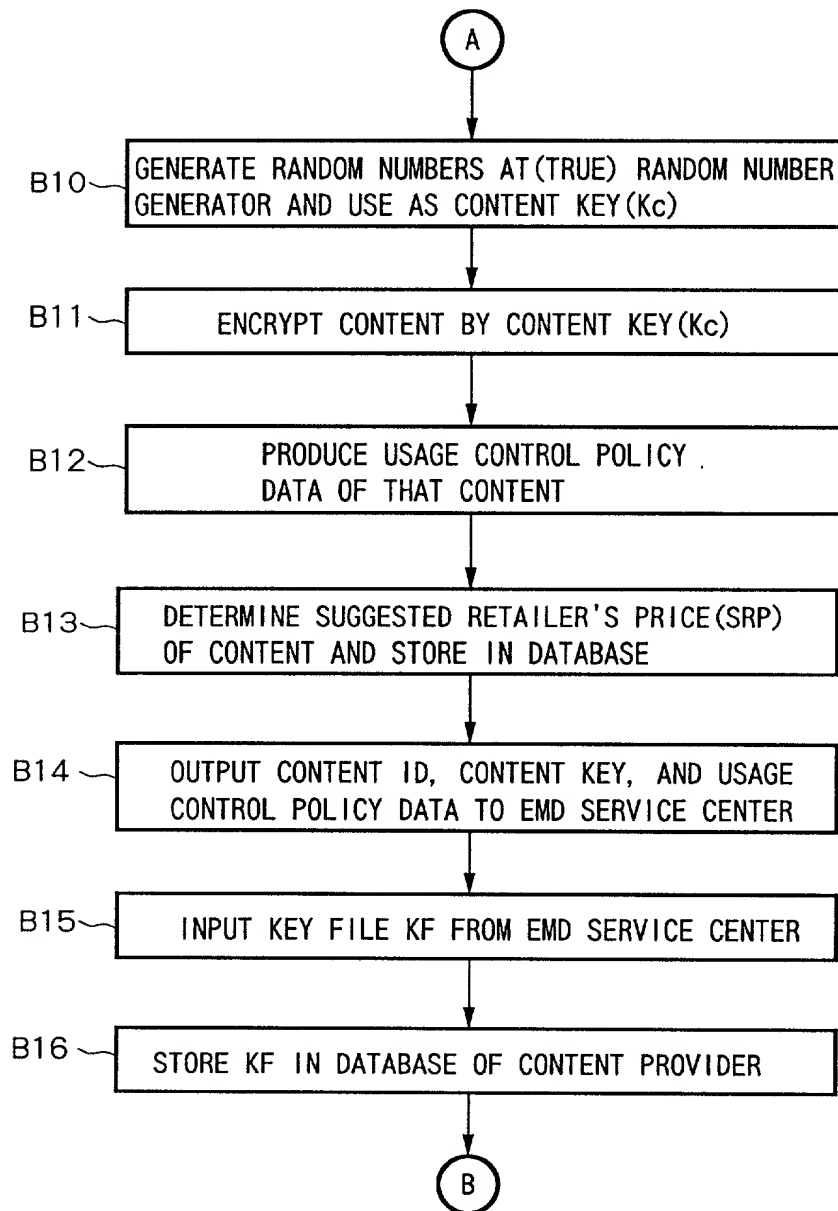 A
B10
GENERATE RANDOM NUMBERS AT(TRUE) RANDOM NUMBER
GENERATOR AND USE AS CONTENT KEY(Kc)
B11
ENCRYPT CONTENT BY CONTENT KEY(Kc)
B12
PRODUCE USAGE CONTROL POLICY
DATA OF THAT CONTENT
B13
DETERMINE SUGGESTED RETAILER'S PRICE(SRP)
OF CONTENT AND STORE IN DATABASE
B14
OUTPUT CONTENT ID, CONTENT KEY, AND USAGE
CONTROL POLICY DATA TO EMD SERVICE CENTER
B15
INPUT KEY FILE KF FROM EMD SERVICE CENTER
B16
STORE KF IN DATABASE OF CONTENT PROVIDER
B